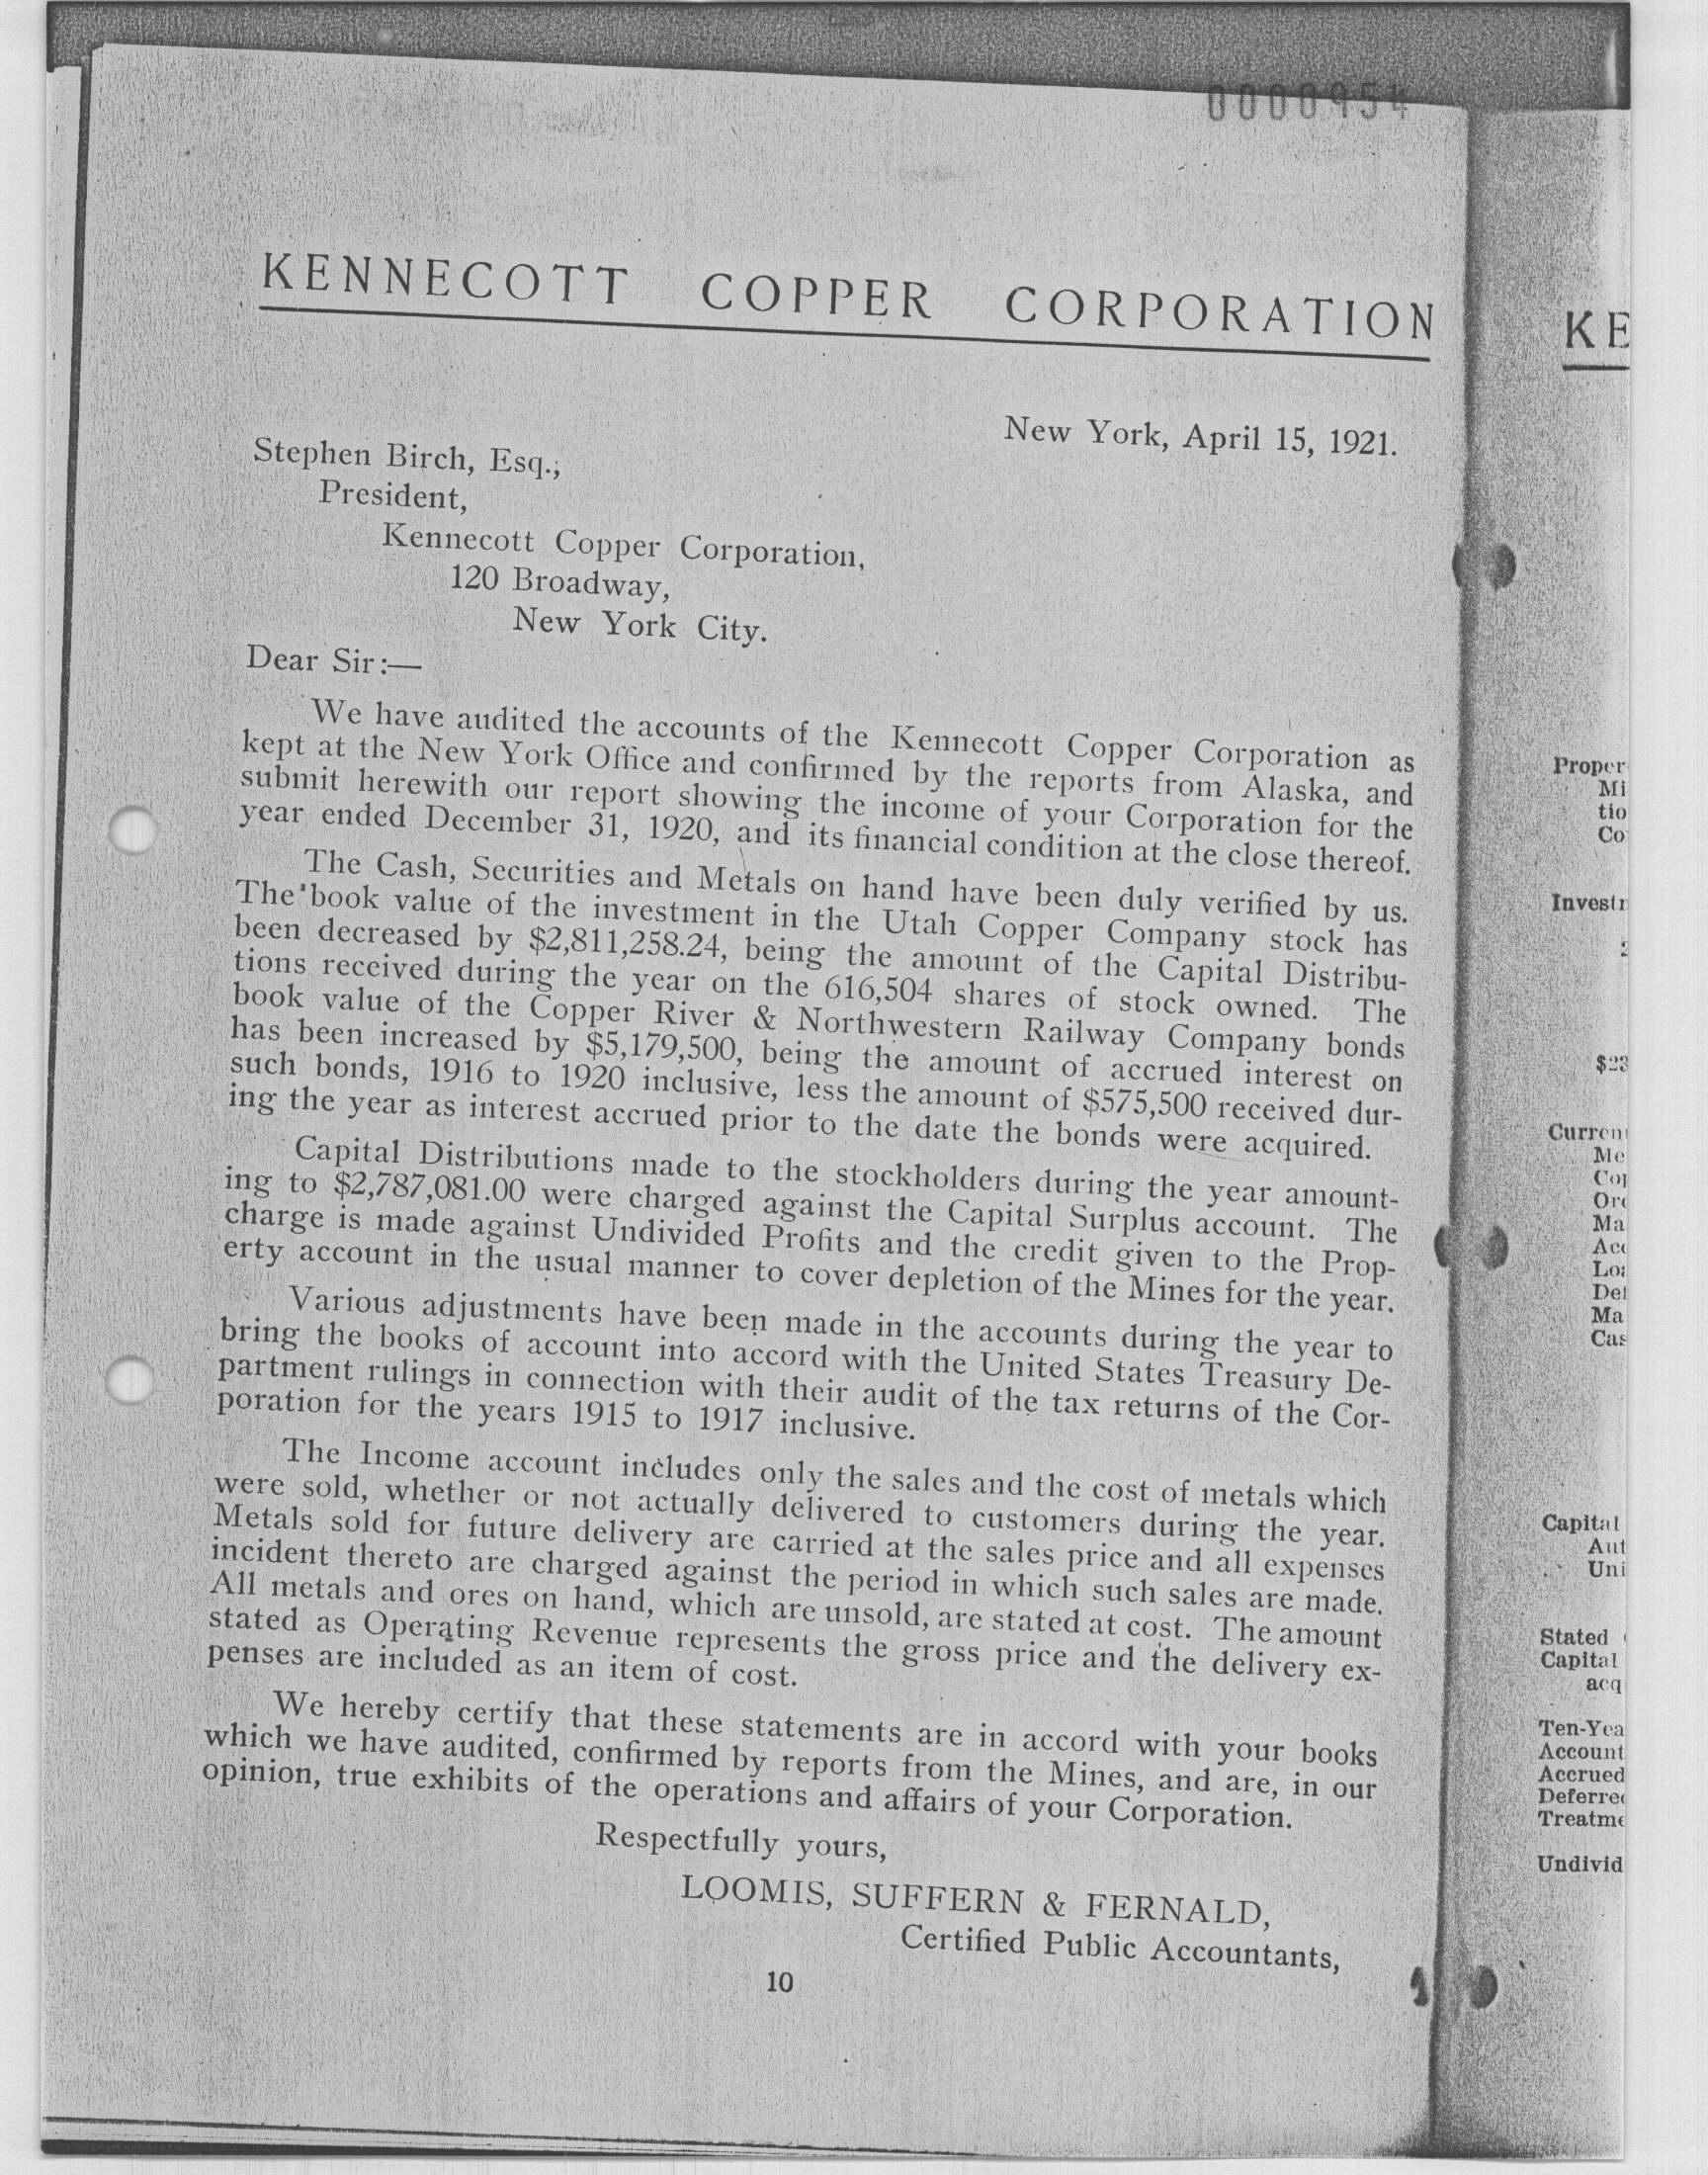 0000954
KENNECOTT COPPER CORPORATION
New York, April 15, 1921.
Stephen Birch, Esq.,
President,
Kennecott Copper Corporation,
120 Broadway,
New York City.
Dear Sir:—
We have audited the accounts of the Kennecott Copper Corporation as
kept at the New York Office and confirmed by the reports from Alaska, and
submit herewith our report showing the income of your Corporation for the
year ended December 31, 1920, and its financial condition at the close thereof.
The Cash, Securities and Metals on hand have been duly verified by us.
The book value of the investment in the Utah Copper Company stock has
been decreased by $2,811,258.24, being the amount of the Capital Distribu-
tions received during the year on the 616,504 shares of stock owned. The
book value of the Copper River & Northwestern Railway Company bonds
has been increased by $5,179,500, being the amount of accrued interest on
such bonds, 1916 to 1920 inclusive, less the amount of $575,500 received dur-
ing the year as interest accrued prior to the date the bonds were acquired.
Capital Distributions made to the stockholders during the year amount-
ing to $2,787,081.00 were charged against the Capital Surplus account. The
charge is made against Undivided Profits and the credit given to the Prop-
erty account in the usual manner to cover depletion of the Mines for the year.
Various adjustments have been made in the accounts during the year to
bring the books of account into accord with the United States Treasury De-
partment rulings in connection with their audit of the tax returns of the Cor-
poration for the years 1915 to 1917 inclusive.
The Income account includes only the sales and the cost of metals which
were sold, whether or not actually delivered to customers during the year.
Metals sold for future delivery are carried at the sales price and all expenses
incident thereto are charged against the period in which such sales are made.
All metals and ores on hand, which are unsold, are stated at cost. The amount
stated as Operating Revenue represents the gross price and the delivery ex-
penses are included as an item of cost.
We hereby certify that these statements are in accord with your books
which we have audited, confirmed by reports from the Mines, and are, in our
opinion, true exhibits of the operations and affairs of your Corporation.
Respectfully yours,
LOOMIS, SUFFERN & FERNALD,
Certified Public Accountants,
10
KE
Proper
Mi
tio
Co
Invest
$23
Curren
Me
Cop
Ore
Ma
Acc
Loa
Def
Ma
Cas
Capital
Aut
Uni
Stated
Capital
acq
Ten-Yea
Account
Accrued
Deferred
Treatme
Undivid